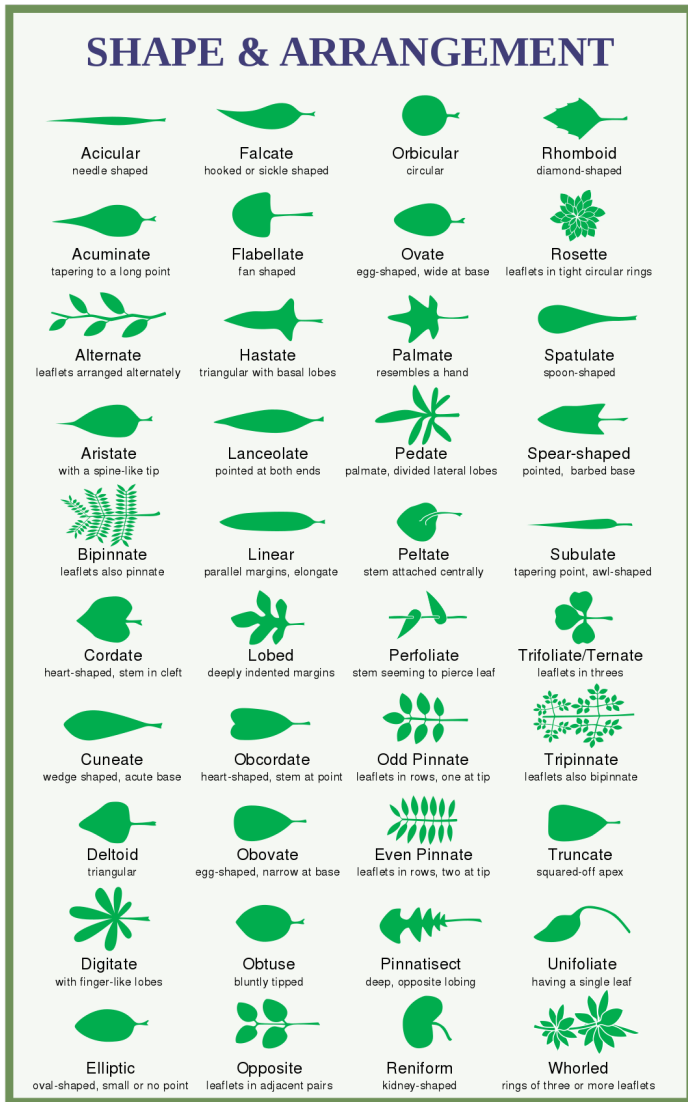 SHAPE & ARRANGEMENT
Acicular
needle shaped
Falcate
hooked or sickle shaped
Orbicular
circular
Rhomboid
diamond-shaped
Acuminate
tapering to a long point
Flabellate
fan shaped
Ovate
egg-shaped, wide at base
Rosette
leaflets in tight circular rings
Alternate
leaflets arranged alternately
Hastate
triangular with basal lobes
Palmate
resembles a hand
Spatulate
spoon-shaped
Aristate
with a spine-like tip
Lanceolate
pointed at both ends
Pedate
palmate, divided lateral lobes
Spear-shaped
pointed, barbed base
Bipinnate
leaflets also pinnate
Linear
parallel margins, elongate
Peltate
stem attached centrally
Subulate
tapering point, awl-shaped
Cordate
heart-shaped, stem in cleft
Lobed
deeply indented margins
Perfoliate
stem seeming to pierce leaf
Trifoliate/Ternate
leaflets in threes
Cuneate
wedge shaped, acute base
Obcordate
heart-shaped, stem at point
Odd Pinnate
leaflets in rows, one at tip
Tripinnate
leaflets also bipinnate
Deltoid
triangular
Obovate
egg-shaped, narrow at base
Even Pinnate
leaflets in rows, two at tip
Truncate
squared-off apex
Digitate
with finger-like lobes
Obtuse
bluntly tipped
Pinnatisect
deep, opposite lobing
Unifoliate
having a single leaf
Elliptic
oval-shaped, small or no point
Opposite
leaflets in adjacent pairs
Reniform
kidney-shaped
Whorled
rings of three or more leaflets